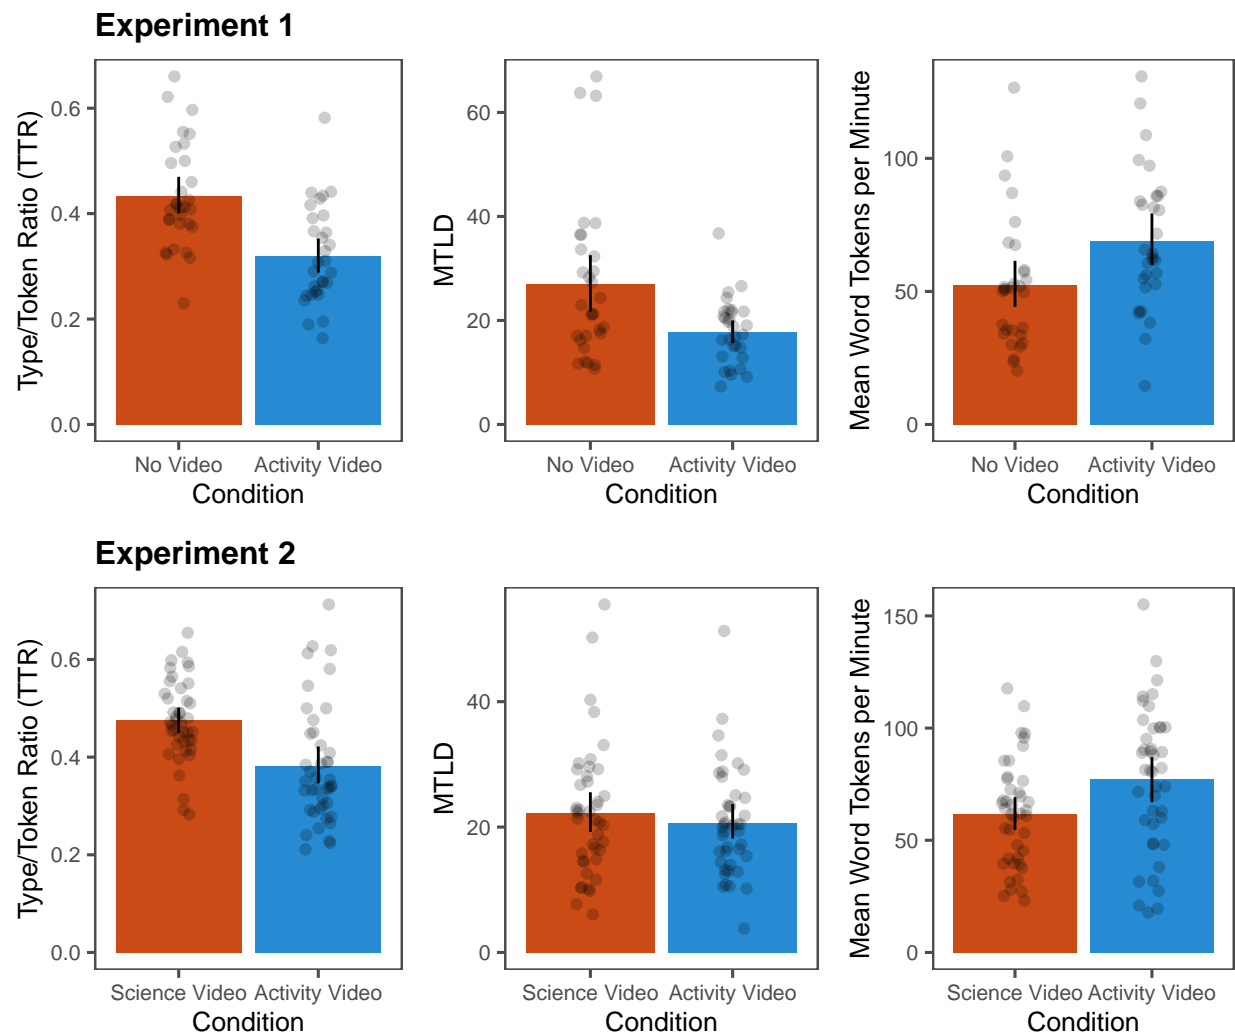 Experiment 1
Type/Token Ratio (TTR)
0.6
0.4
0.2
0.0
No Video Activity Video
Condition
MTLD
60
40
20
0
No Video Activity Video
Condition
Mean Word Tokens per Minute
100
50
0
No Video Activity Video
Condition
Experiment 2
Type/Token Ratio (TTR)
0.6
0.4
0.2
0.0
Science Video Activity Video
Condition
MTLD
40
20
0
Science Video Activity Video
Condition
Mean Word Tokens per Minute
150
100
50
0
Science Video Activity Video
Condition